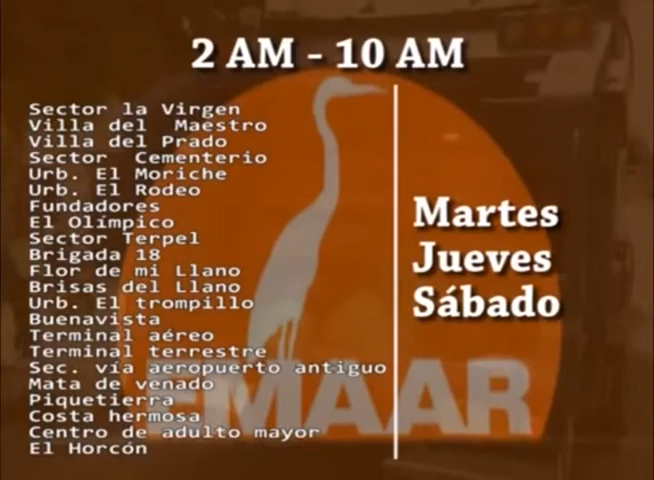 2 AM - 10 AM
Sector la Virgen
Villa del Maestro
Villa del Prado
Sector Cementerio
Urb. El Moriche
Urb. El Rodeo
Fundadores
El Olímpico
Sector Terpel
Brigada 18
Flor de mi Llano
Brisas del Llano
Urb. El trompillo
Buenavista
Terminal aéreo
Terminal terrestre
Sec. vía aeropuerto antiguo
Mata de venado
Piquetierra
Costa hermosa
Centro de adulto mayor
El Horcón
Martes
Jueves
Sábado
EMAAR